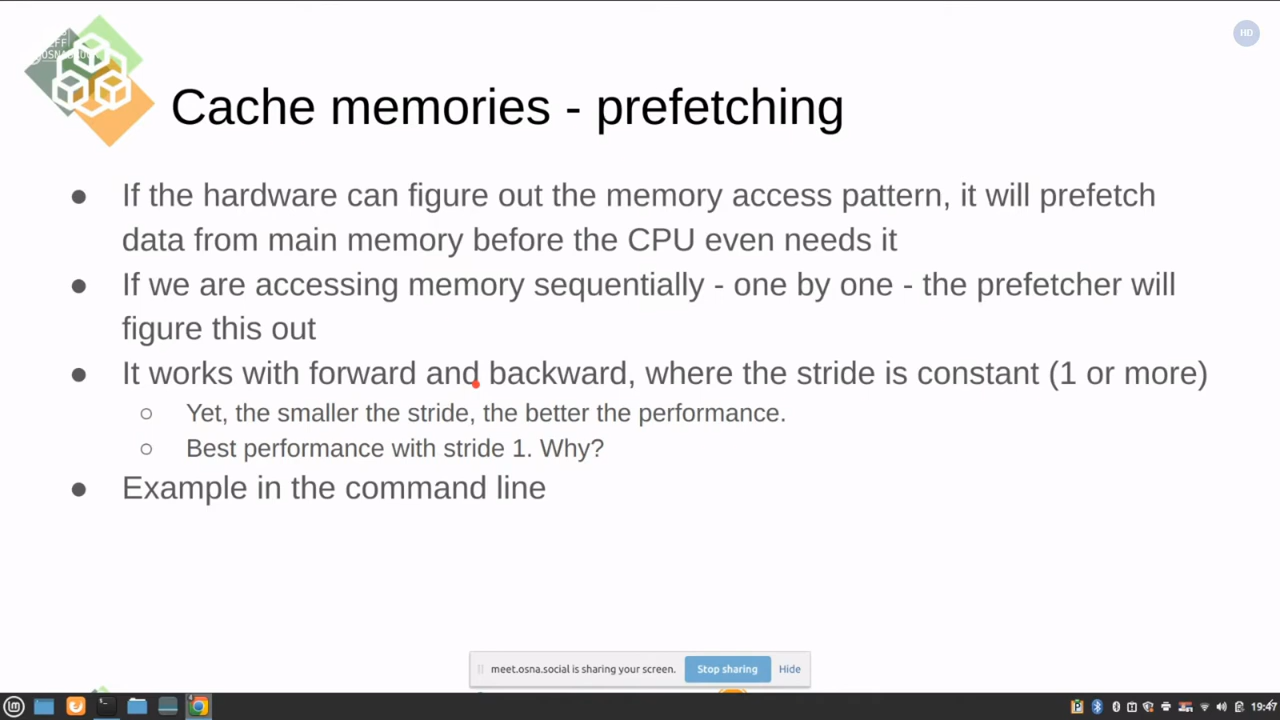 HD
Cache memories - prefetching
● If the hardware can figure out the memory access pattern, it will prefetch
data from main memory before the CPU even needs it
● If we are accessing memory sequentially - one by one - the prefetcher will
figure this out
● It works with forward and backward, where the stride is constant (1 or more)
○ Yet, the smaller the stride, the better the performance.
○ Best performance with stride 1. Why?
● Example in the command line
meet.osna.social is sharing your screen. Stop sharing Hide
19:47